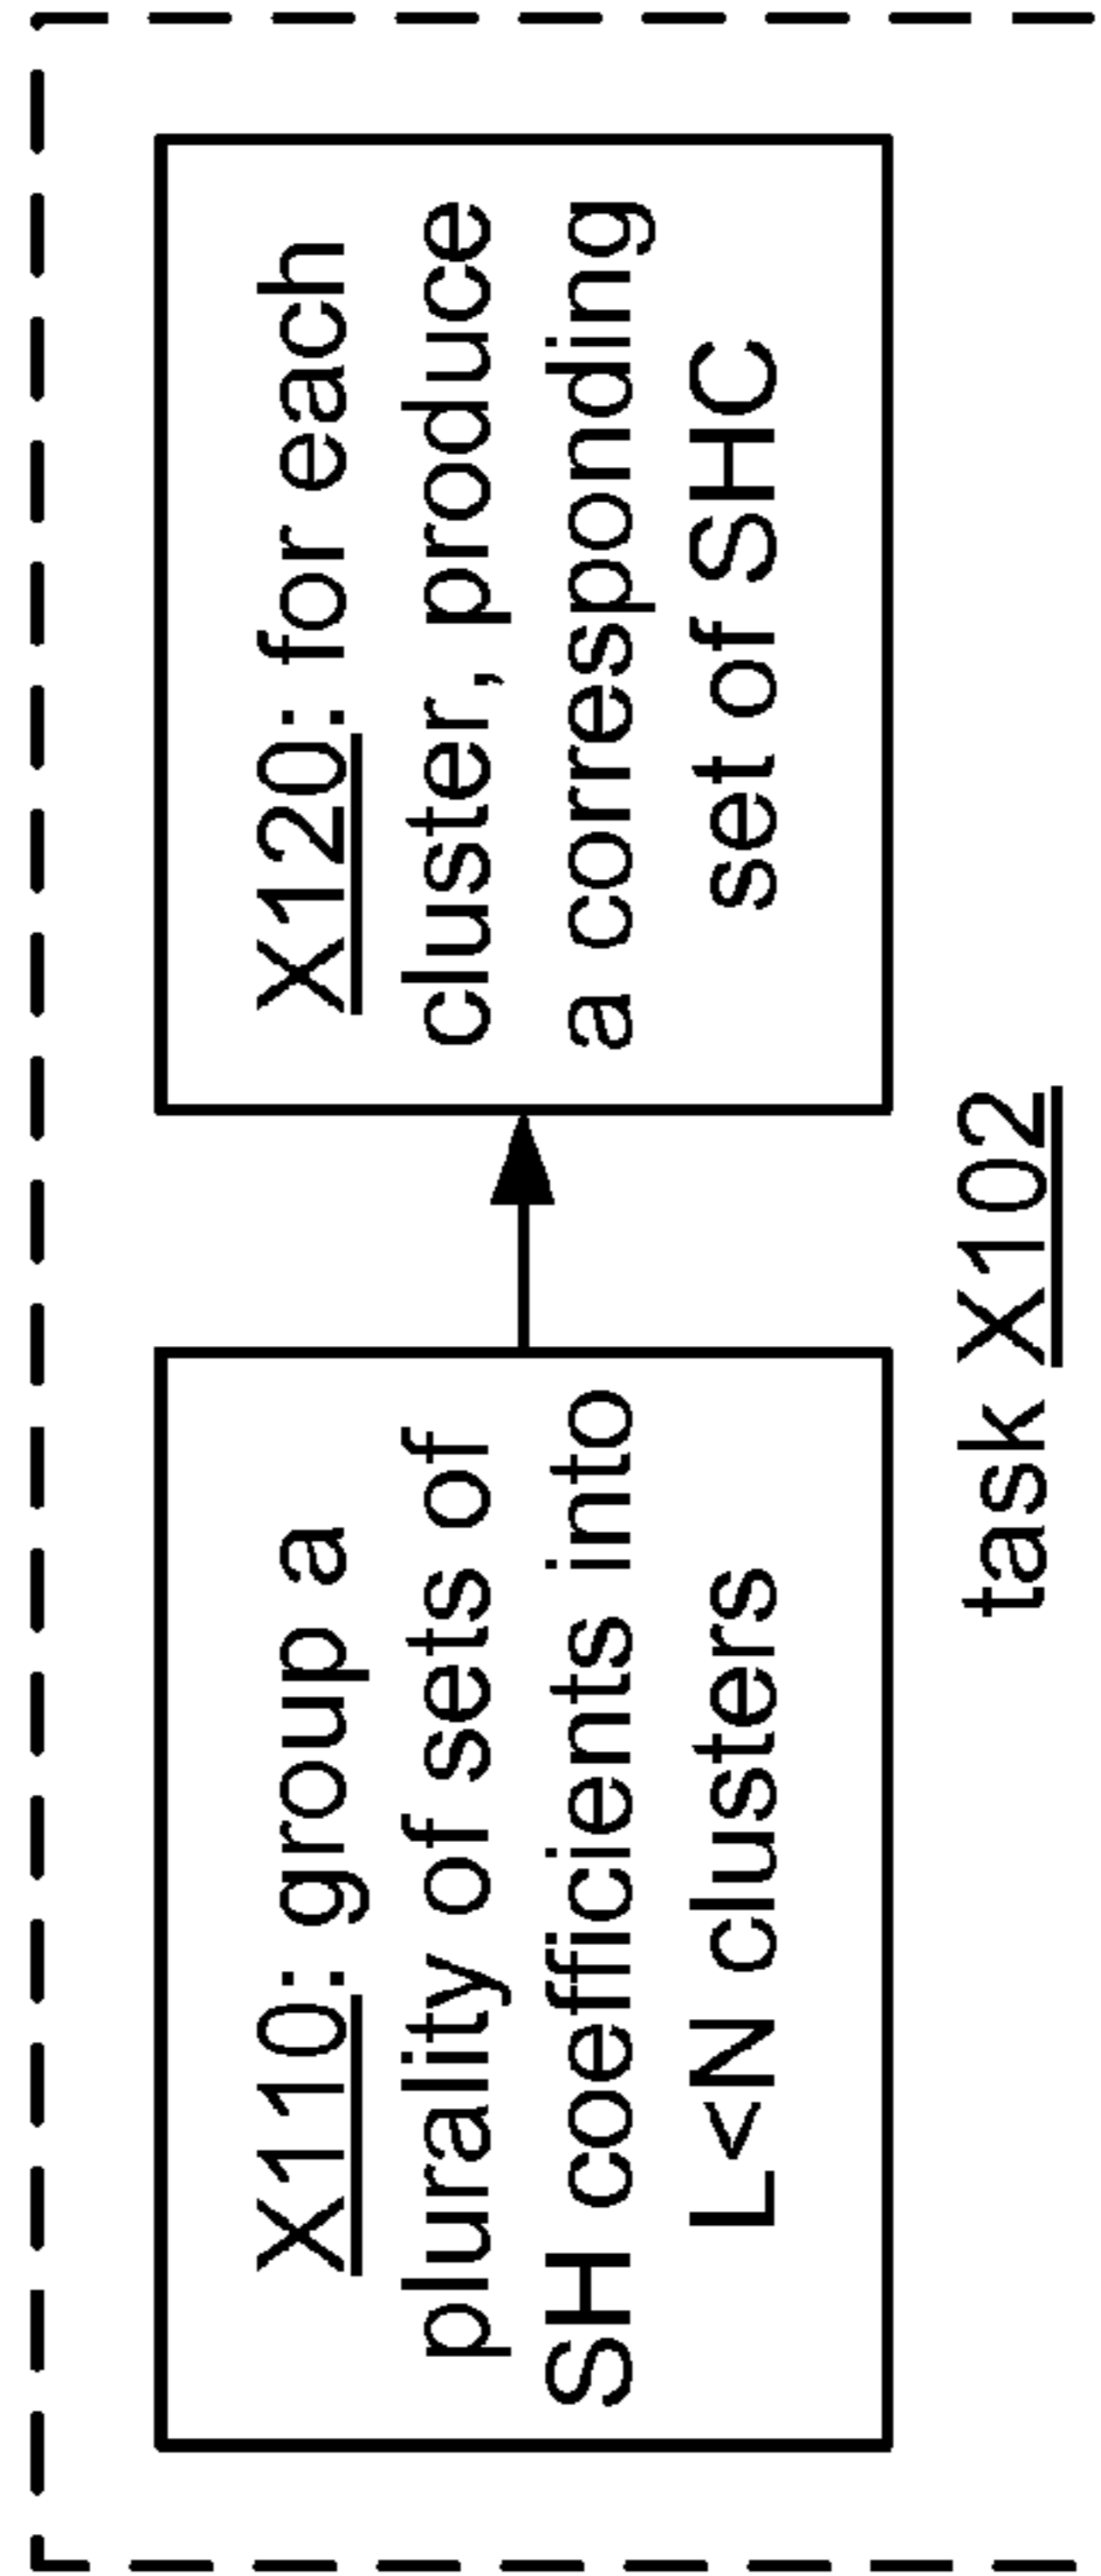 X110: group a
plurality of sets of
SH coefficients into
L<N clusters
X120: for each
cluster, produce
a corresponding
set of SHC
task X102